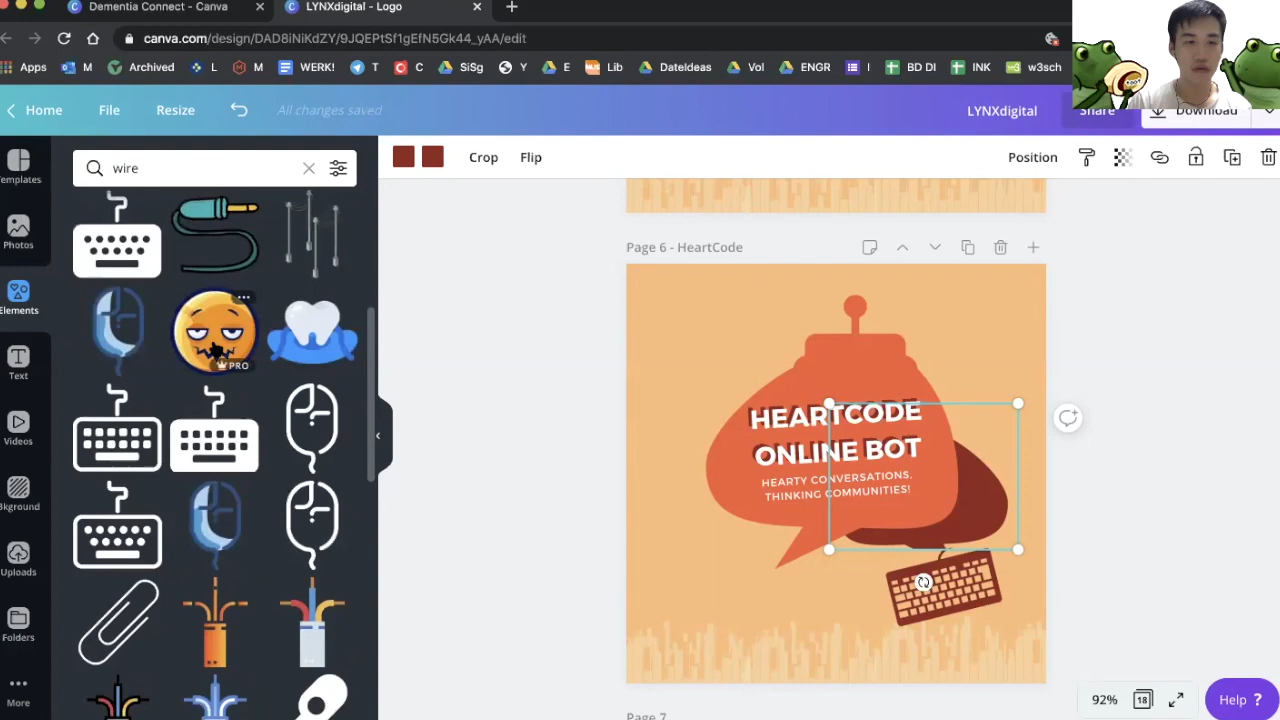 Dementia Connect - Canva
LYNXdigital - Logo
canva.com/design/DAD8iNiKdZY/9JQEPtSf1gEfN5Gk44_yAA/edit
Apps
M
Archived
L
M
WERK!
T
C
SSg
Y
E
Lib
DateIdeas
Vol
ENGR
I
BD DI
INK
w3sch
Home
File
Resize
All changes saved
LYNXdigital
Share
Download
Templates
Photos
Elements
Text
Videos
Bkground
Uploads
Folders
More
wire
PRO
Crop
Flip
Position
Page 6 - HeartCode
HEARTCODE
ONLINE BOT
HEARTY CONVERSATIONS,
THINKING COMMUNITIES!
Page 7
92%
18
Help ?